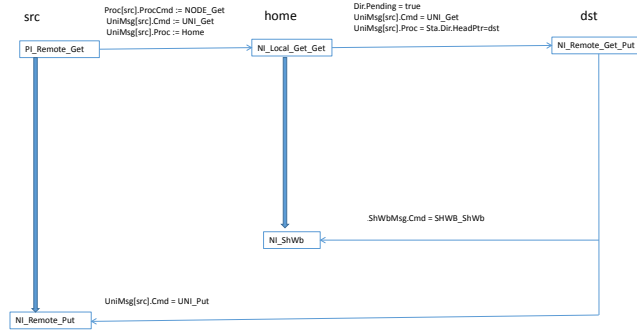 src
home
dst
Proc[src].ProcCmd := NODE_Get
UniMsg[src].Cmd := UNI_Get
UniMsg[src].Proc := Home
Dir.Pending = true
UniMsg[src].Cmd = UNI_Get
UniMsg[src].Proc = Sta.Dir.HeadPtr=dst
PI_Remote_Get
NI_Local_Get_Get
NI_Remote_Get_Put
.ShWbMsg.Cmd = SHWB_ShWb
NI_ShWb
UniMsg[src].Cmd = UNI_Put
NI_Remote_Put